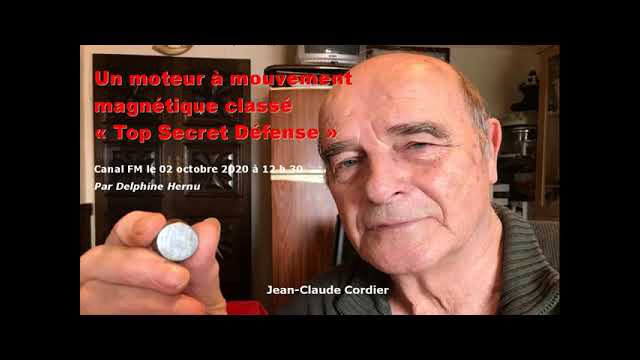 Un moteur à mouvement
magnétique classé
« Top Secret Défense »
Canal FM le 02 octobre 2020 à 12 h 30
Par Delphine Hernu
Jean-Claude Cordier